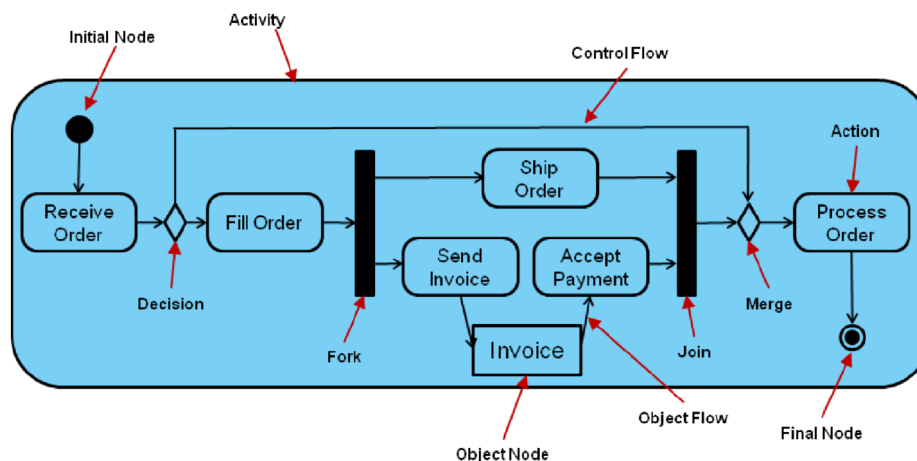 Activity
Initial Node
Control Flow
Action
Ship
Order
Receive
Order
Fill Order
Process
Order
Send
Invoice
Accept
Payment
Decision
Merge
Fork
Invoice
Join
Object Flow
Final Node
Object Node